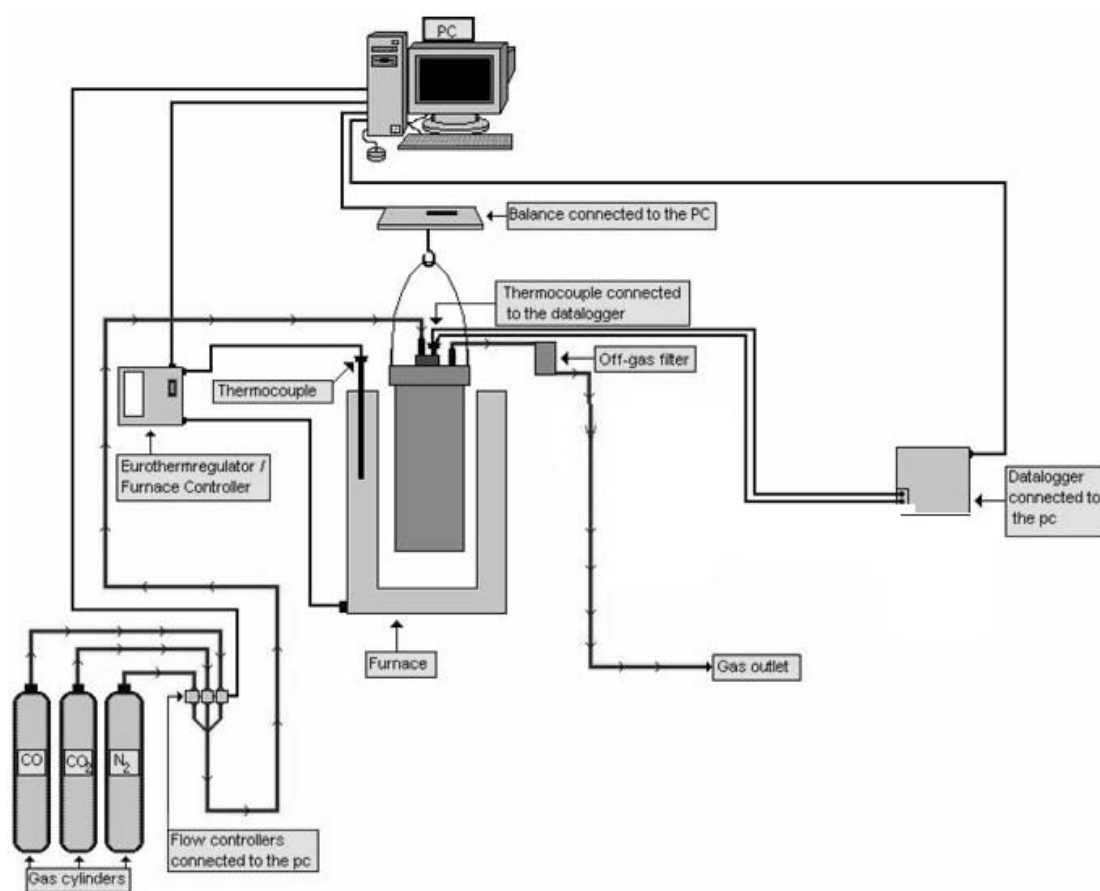 PC
Balance connected to the PC
Thermocouple connected
to the datalogger
Off-gas filter
Thermocouple
Eurothermregulator /
Furnace Controller
Datalogger
connected to
the pc
Furnace
Gas outlet
CO
CO2
N2
Flow controllers
connected to the pc
Gas cylinders